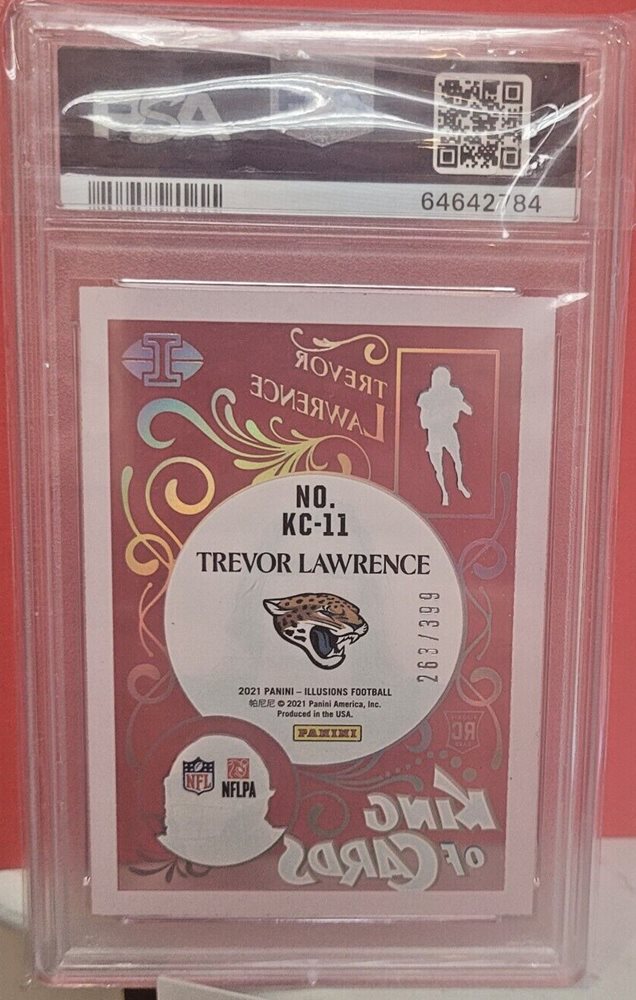 PSA
64642784
TREVOR
LAWRENCE
NO.
KC-11
TREVOR LAWRENCE
263/399
2021 PANINI – ILLUSIONS FOOTBALL
帕尼尼 © 2021 Panini America, Inc.
Produced in the USA.
PANINI
RC
NFL
NFLPA
KING
OF CARDS